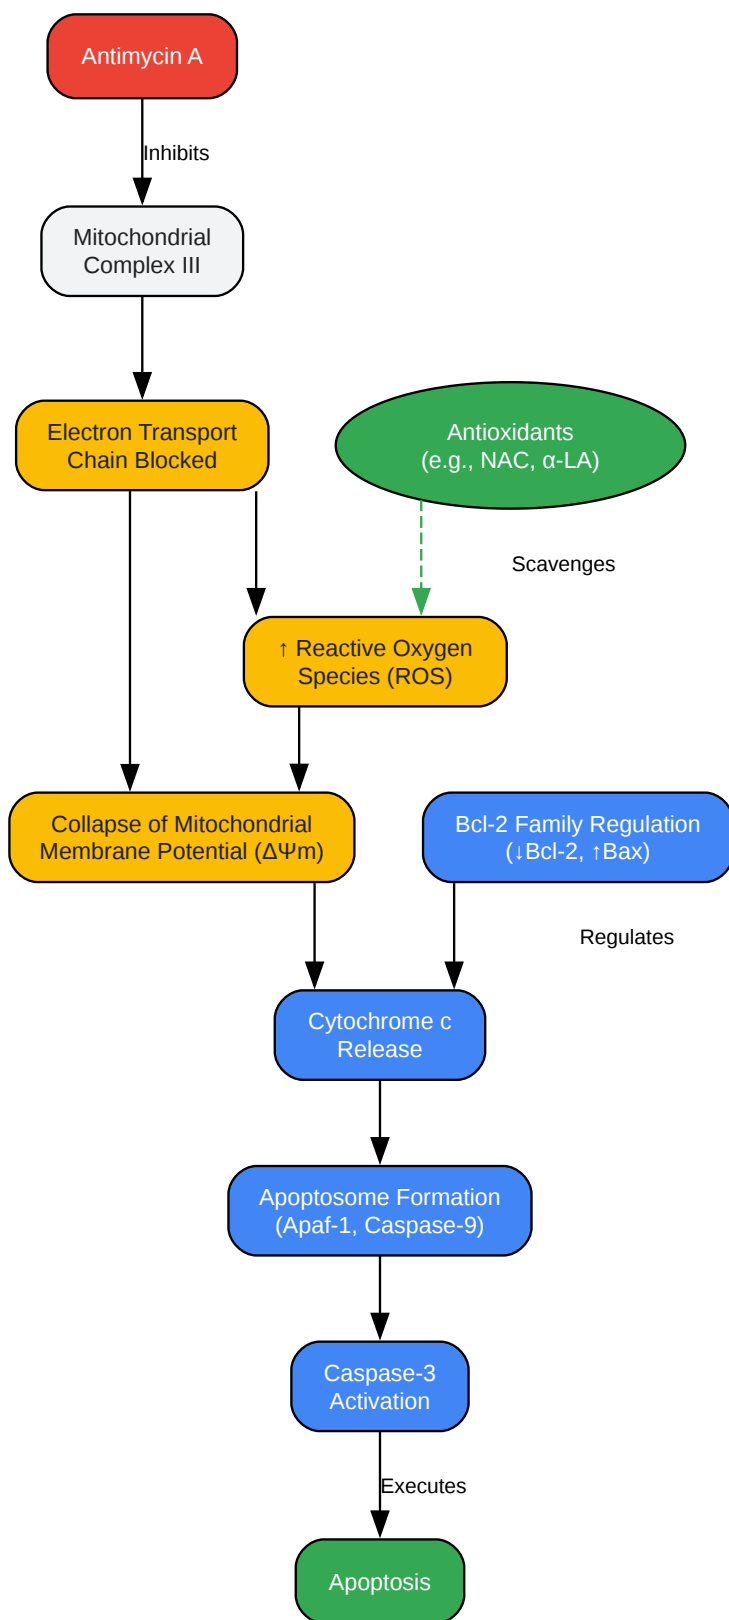 Antimycin A
Inhibits
Mitochondrial
Complex III
Electron Transport
Chain Blocked
Antioxidants
(e.g., NAC, α-LA)
Scavenges
↑ Reactive Oxygen
Species (ROS)
Collapse of Mitochondrial
Membrane Potential (ΔΨm)
Bcl-2 Family Regulation
(↓Bcl-2, ↑Bax)
Regulates
Cytochrome c
Release
Apoptosome Formation
(Apaf-1, Caspase-9)
Caspase-3
Activation
Executes
Apoptosis